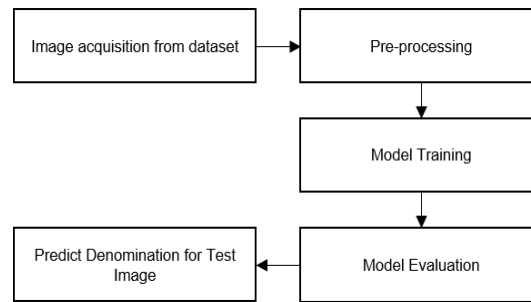 Image acquisition from dataset
Pre-processing
Model Training
Model Evaluation
Predict Denomination for Test
Image